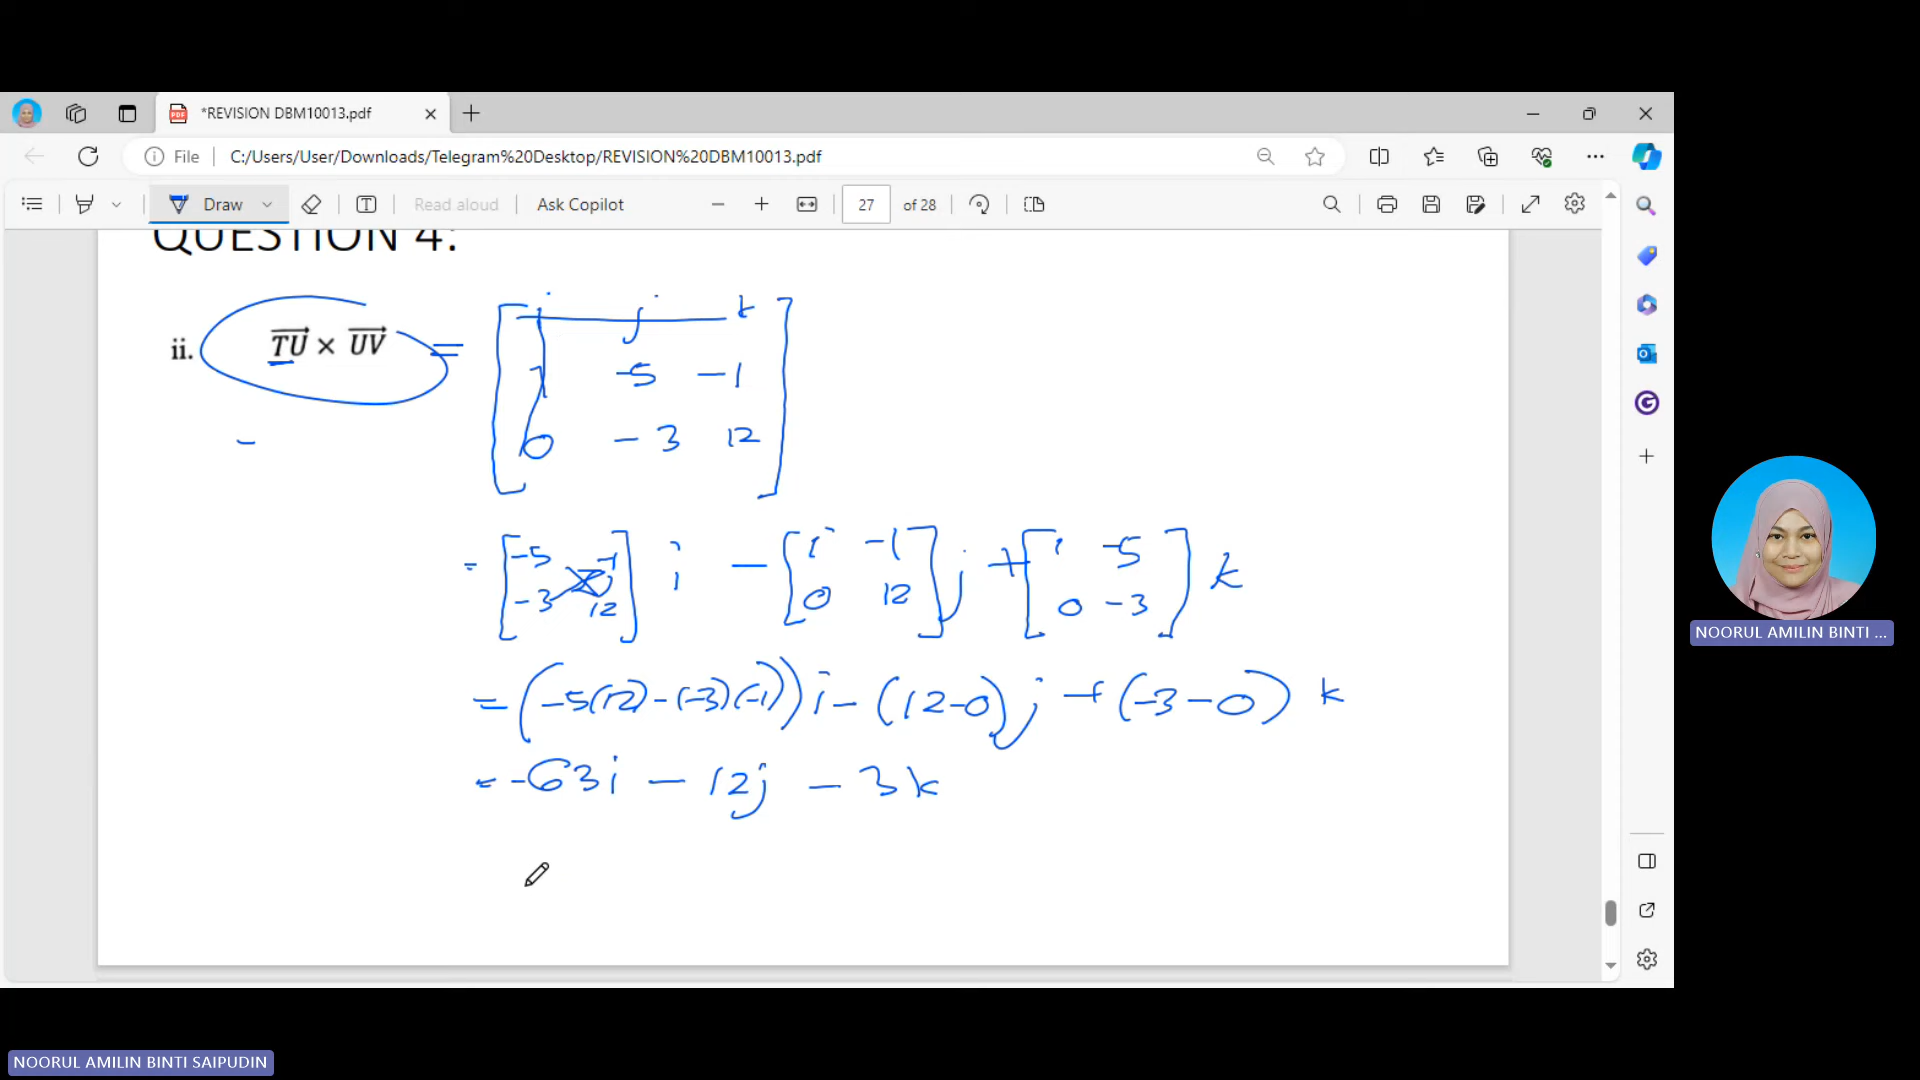 *REVISION DBM10013.pdf
File C:/Users/User/Downloads/Telegram%20Desktop/REVISION%20DBM10013.pdf
Draw Read aloud Ask Copilot 27 of 28
QUESTION 4:
i j k
ii. TU × UV =
1 -5 -1
0 -3 12
-
= [-5 -1] i - [1 -1] j + [1 -5] k
[-3 12] [0 12] [0 -3]
= (-5(12) - (-3)(-1)) i - (12-0) j + (-3-0) k
= -63i - 12j - 3k
NOORUL AMILIN BINTI ...
NOORUL AMILIN BINTI SAIPUDIN